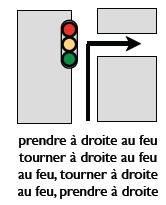 prendre à droite au feu
tourner à droite au feu
au feu, tourner à droite
au feu, prendre à droite